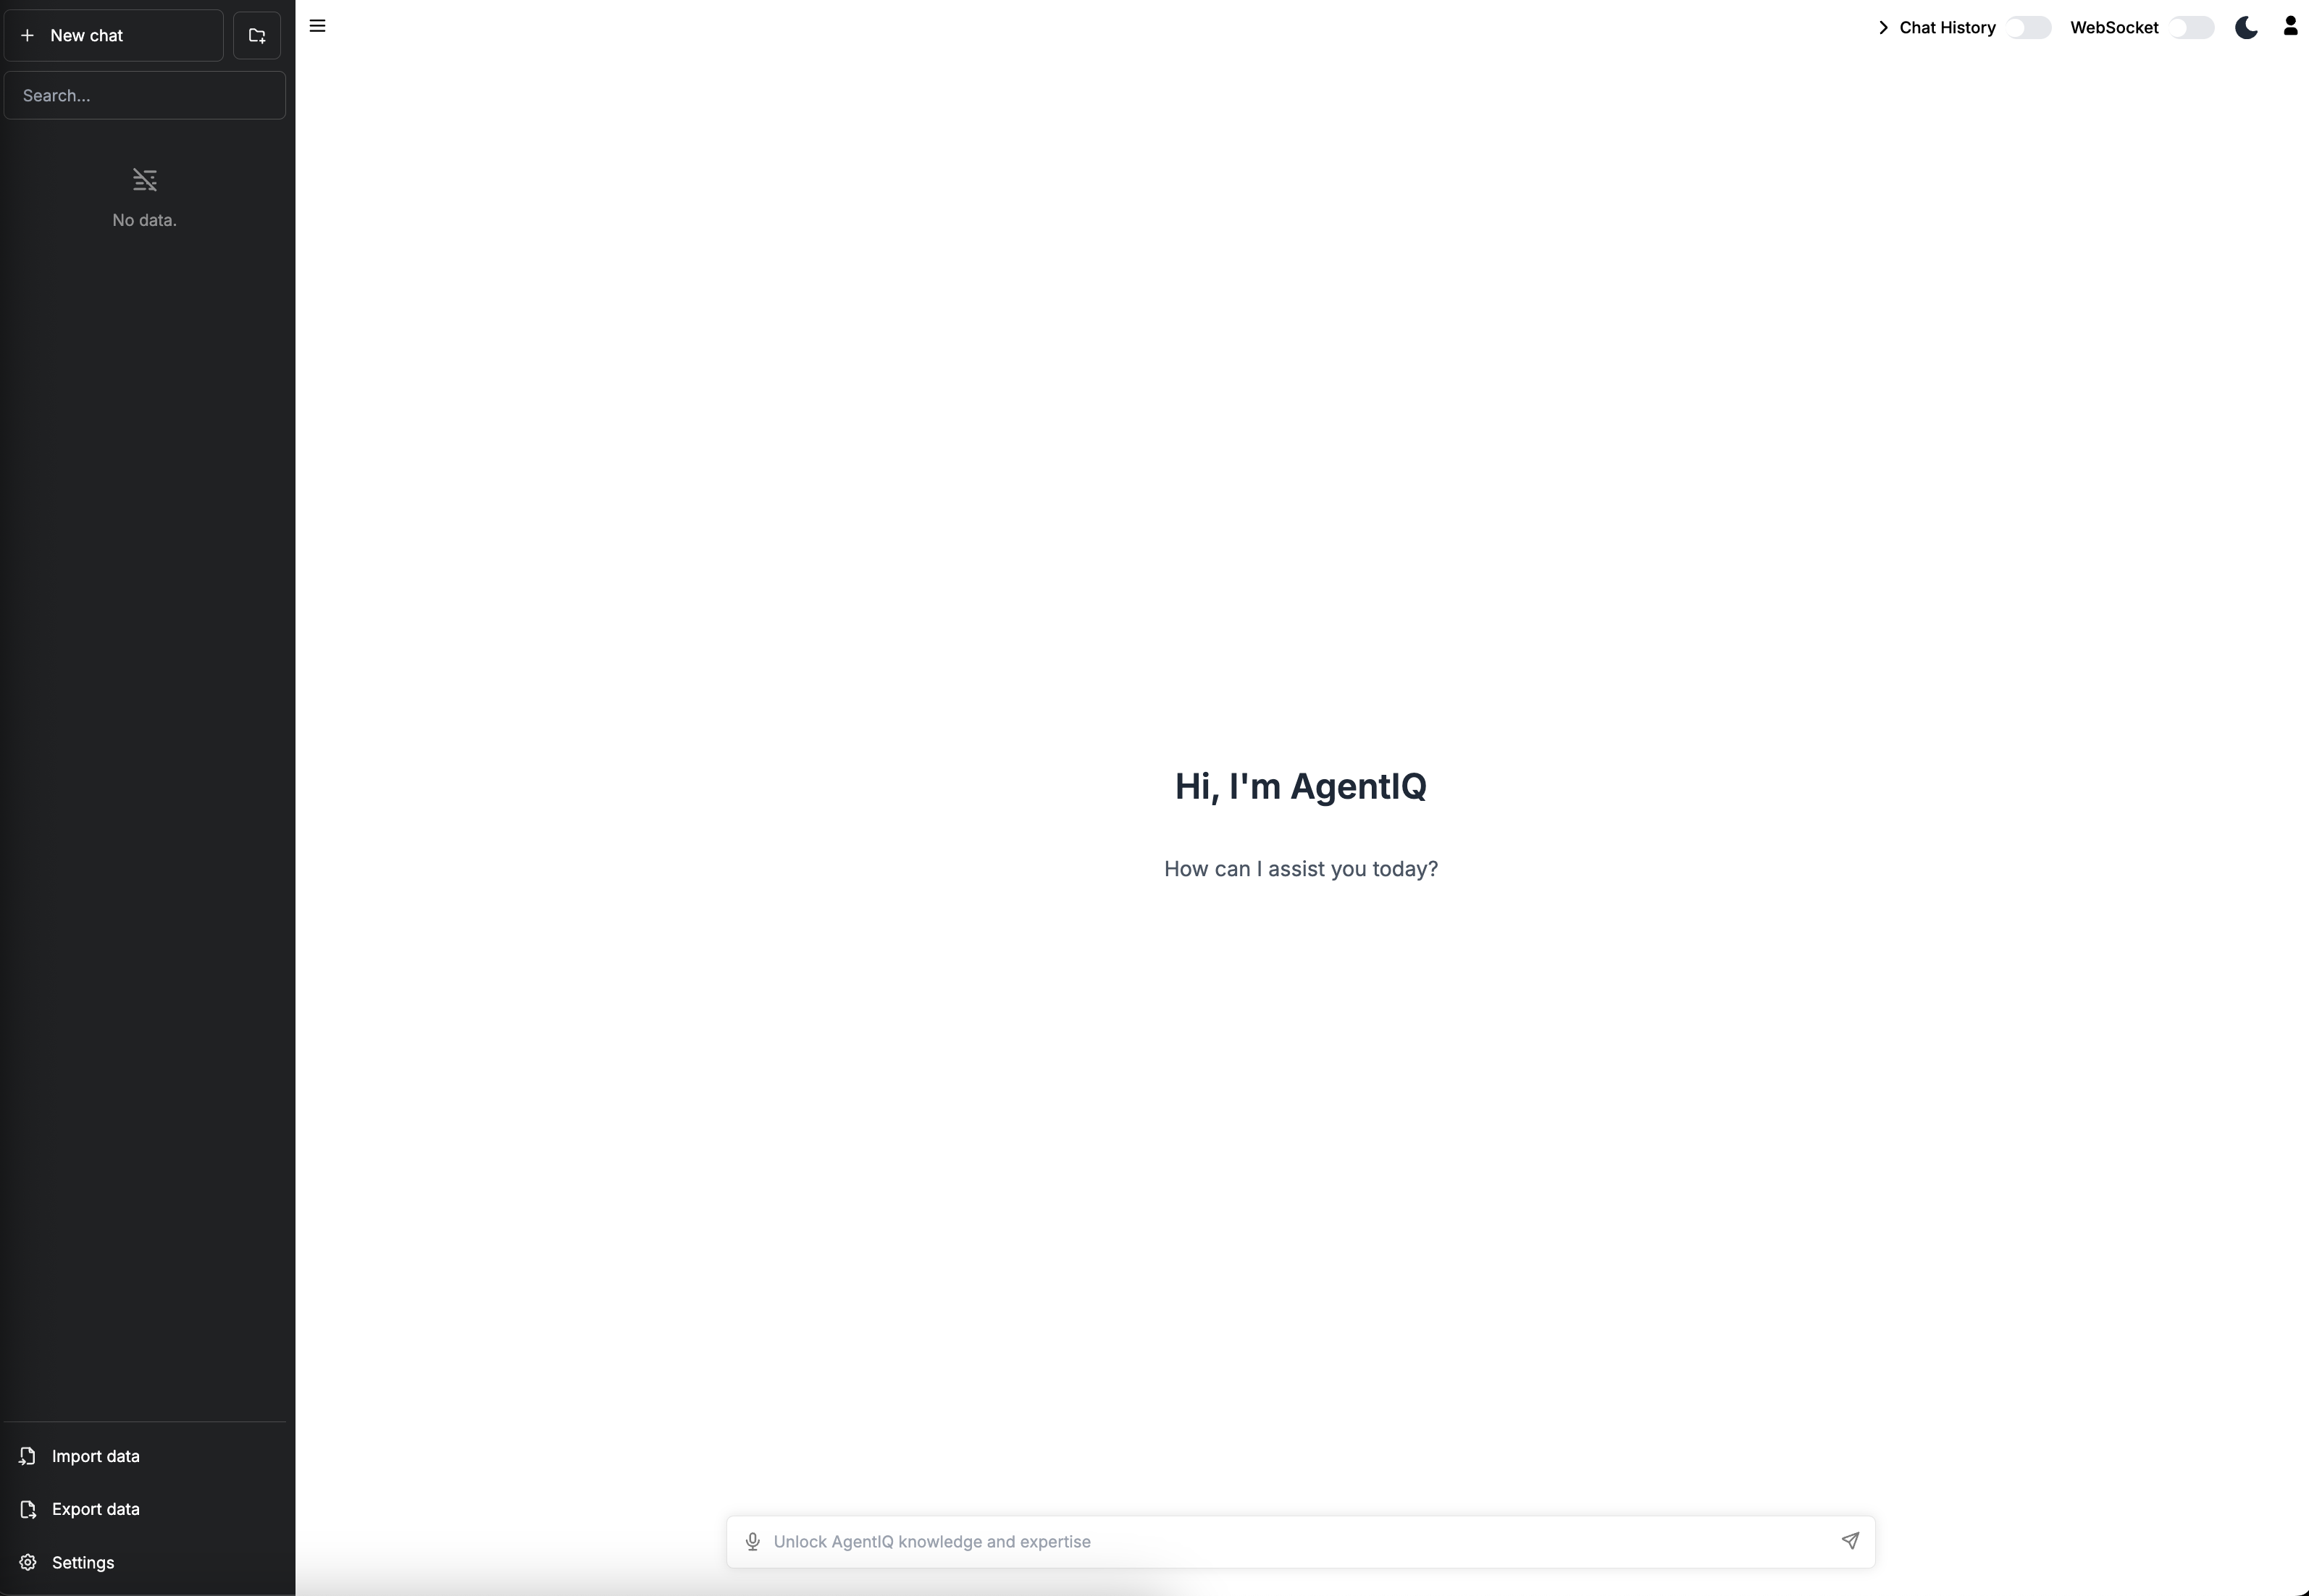 New chat
Search...
No data.
Import data
Export data
Settings
Chat History
WebSocket
Hi, I'm AgentIQ
How can I assist you today?
Unlock AgentIQ knowledge and expertise